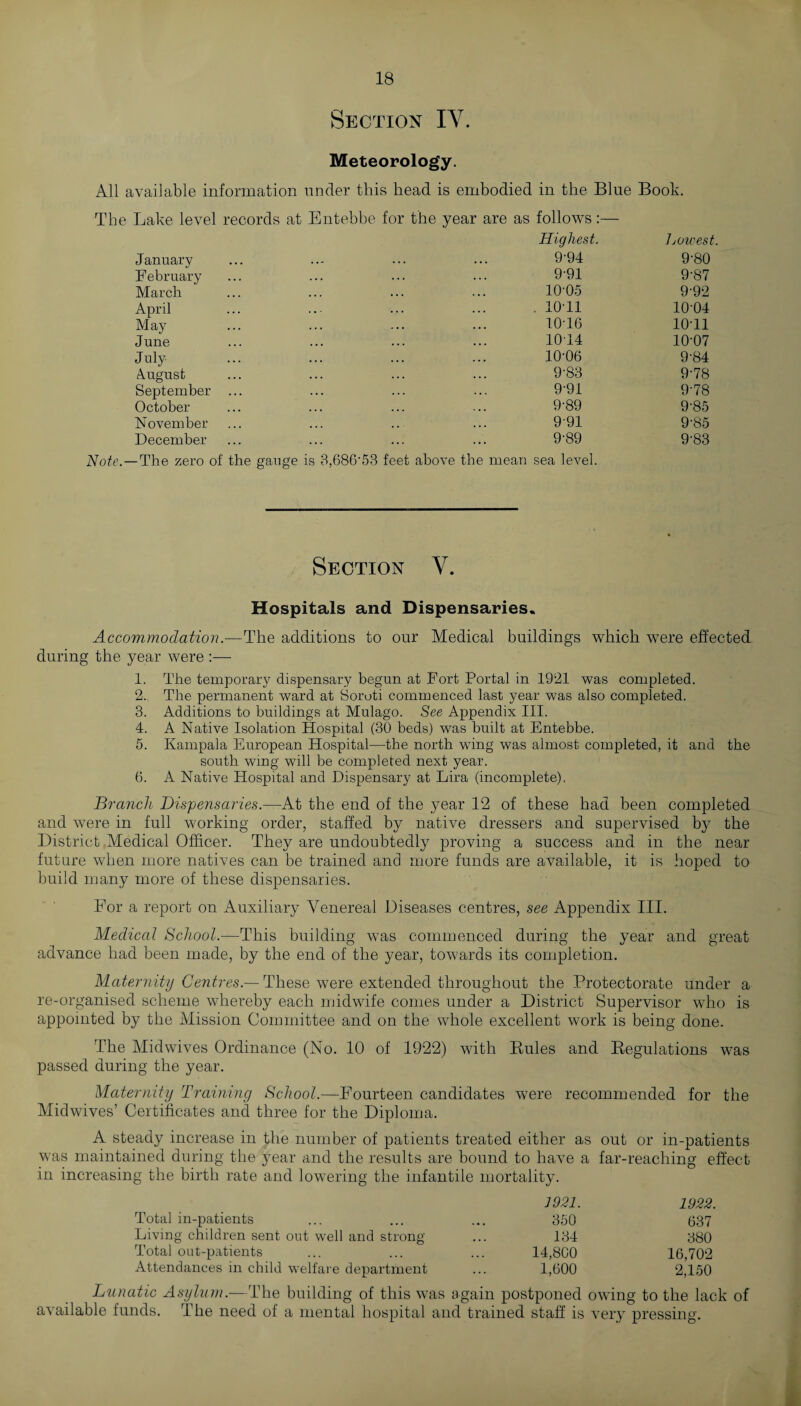 18
Section IV.
Meteorology.
All available information under this head is embodied in the Blue Book.
The Lake level records at Entebbe for the year are as follows:—
Highest. Lowest.
January ... ... ... ... 9·94 9·80
February ... ... ... ... 9·91 9·87
March ... ... ... ... 10·05 9·92
April ... ... ... ... 10·11 10·04
May ... ... ... ... 10·16 10·11
June ... ... ... ... 10·14 10·07
July ... ... ... ... 10·06 9·84
August ... ... ... ... 9·83 9·78
September ... ... ... ... 9·91 9·78
October ... ... ... ... 9·89 9·85
November ... ... ... ... 9·91 9·85
December ... ... ... ... 9·89 9·83
Note.—The zero of the gauge is 3,686·53 feet above the mean sea level.
Section V.
Hospitals and Dispensaries.
Accommodation.—The additions to our Medical buildings which were effected
during the year were :—
1. The temporary dispensary begun at Fort Portal in 1921 was completed.
2. The permanent ward at Soroti commenced last year was also completed.
3. Additions to buildings at Mulago. See Appendix III.
4. A Native Isolation Hospital (30 beds) was built at Entebbe.
5. Kampala European Hospital—the north wing was almost completed, it and the
south wing will be completed next year.
6. A Native Hospital and Dispensary at Lira (incomplete).
Branch Dispensaries.—At the end of the year 12 of these had been completed
and were in full working order, staffed by native dressers and supervised by the
District Medical Officer. They are undoubtedly proving a success and in the near
future when more natives can be trained and more funds are available, it is hoped to
build many more of these dispensaries.
For a report on Auxiliary Venereal Diseases centres, see Appendix III.
Medical School.—This building was commenced during the year and great
advance had been made, by the end of the year, towards its completion.
Maternity Centres.—These were extended throughout the Protectorate under a
re-organised scheme whereby each midwife comes under a District Supervisor who is
appointed by the Mission Committee and on the whole excellent work is being done.
The Midwives Ordinance (No. 10 of 1922) with Rules and Regulations was
passed during the year.
Maternity Training School.—Fourteen candidates were recommended for the
Midwives' Certificates and three for the Diploma.
A steady increase in the number of patients treated either as out or in-patients
was maintained during the year and the results are bound to have a far-reaching effect
in increasing the birth rate and lowering the infantile mortality.
1921. 1922.
Total in-patients ... ... ... 350 637
Living children sent out well and strong ... 134 380
Total out-patients ... ... ... 14,860 16,702
Attendances in child welfare department ... 1,600 2,150
Lunatic Asylum.—The building of this was again postponed owing to the lack of
available funds. The need of a mental hospital and trained staff is very pressing.